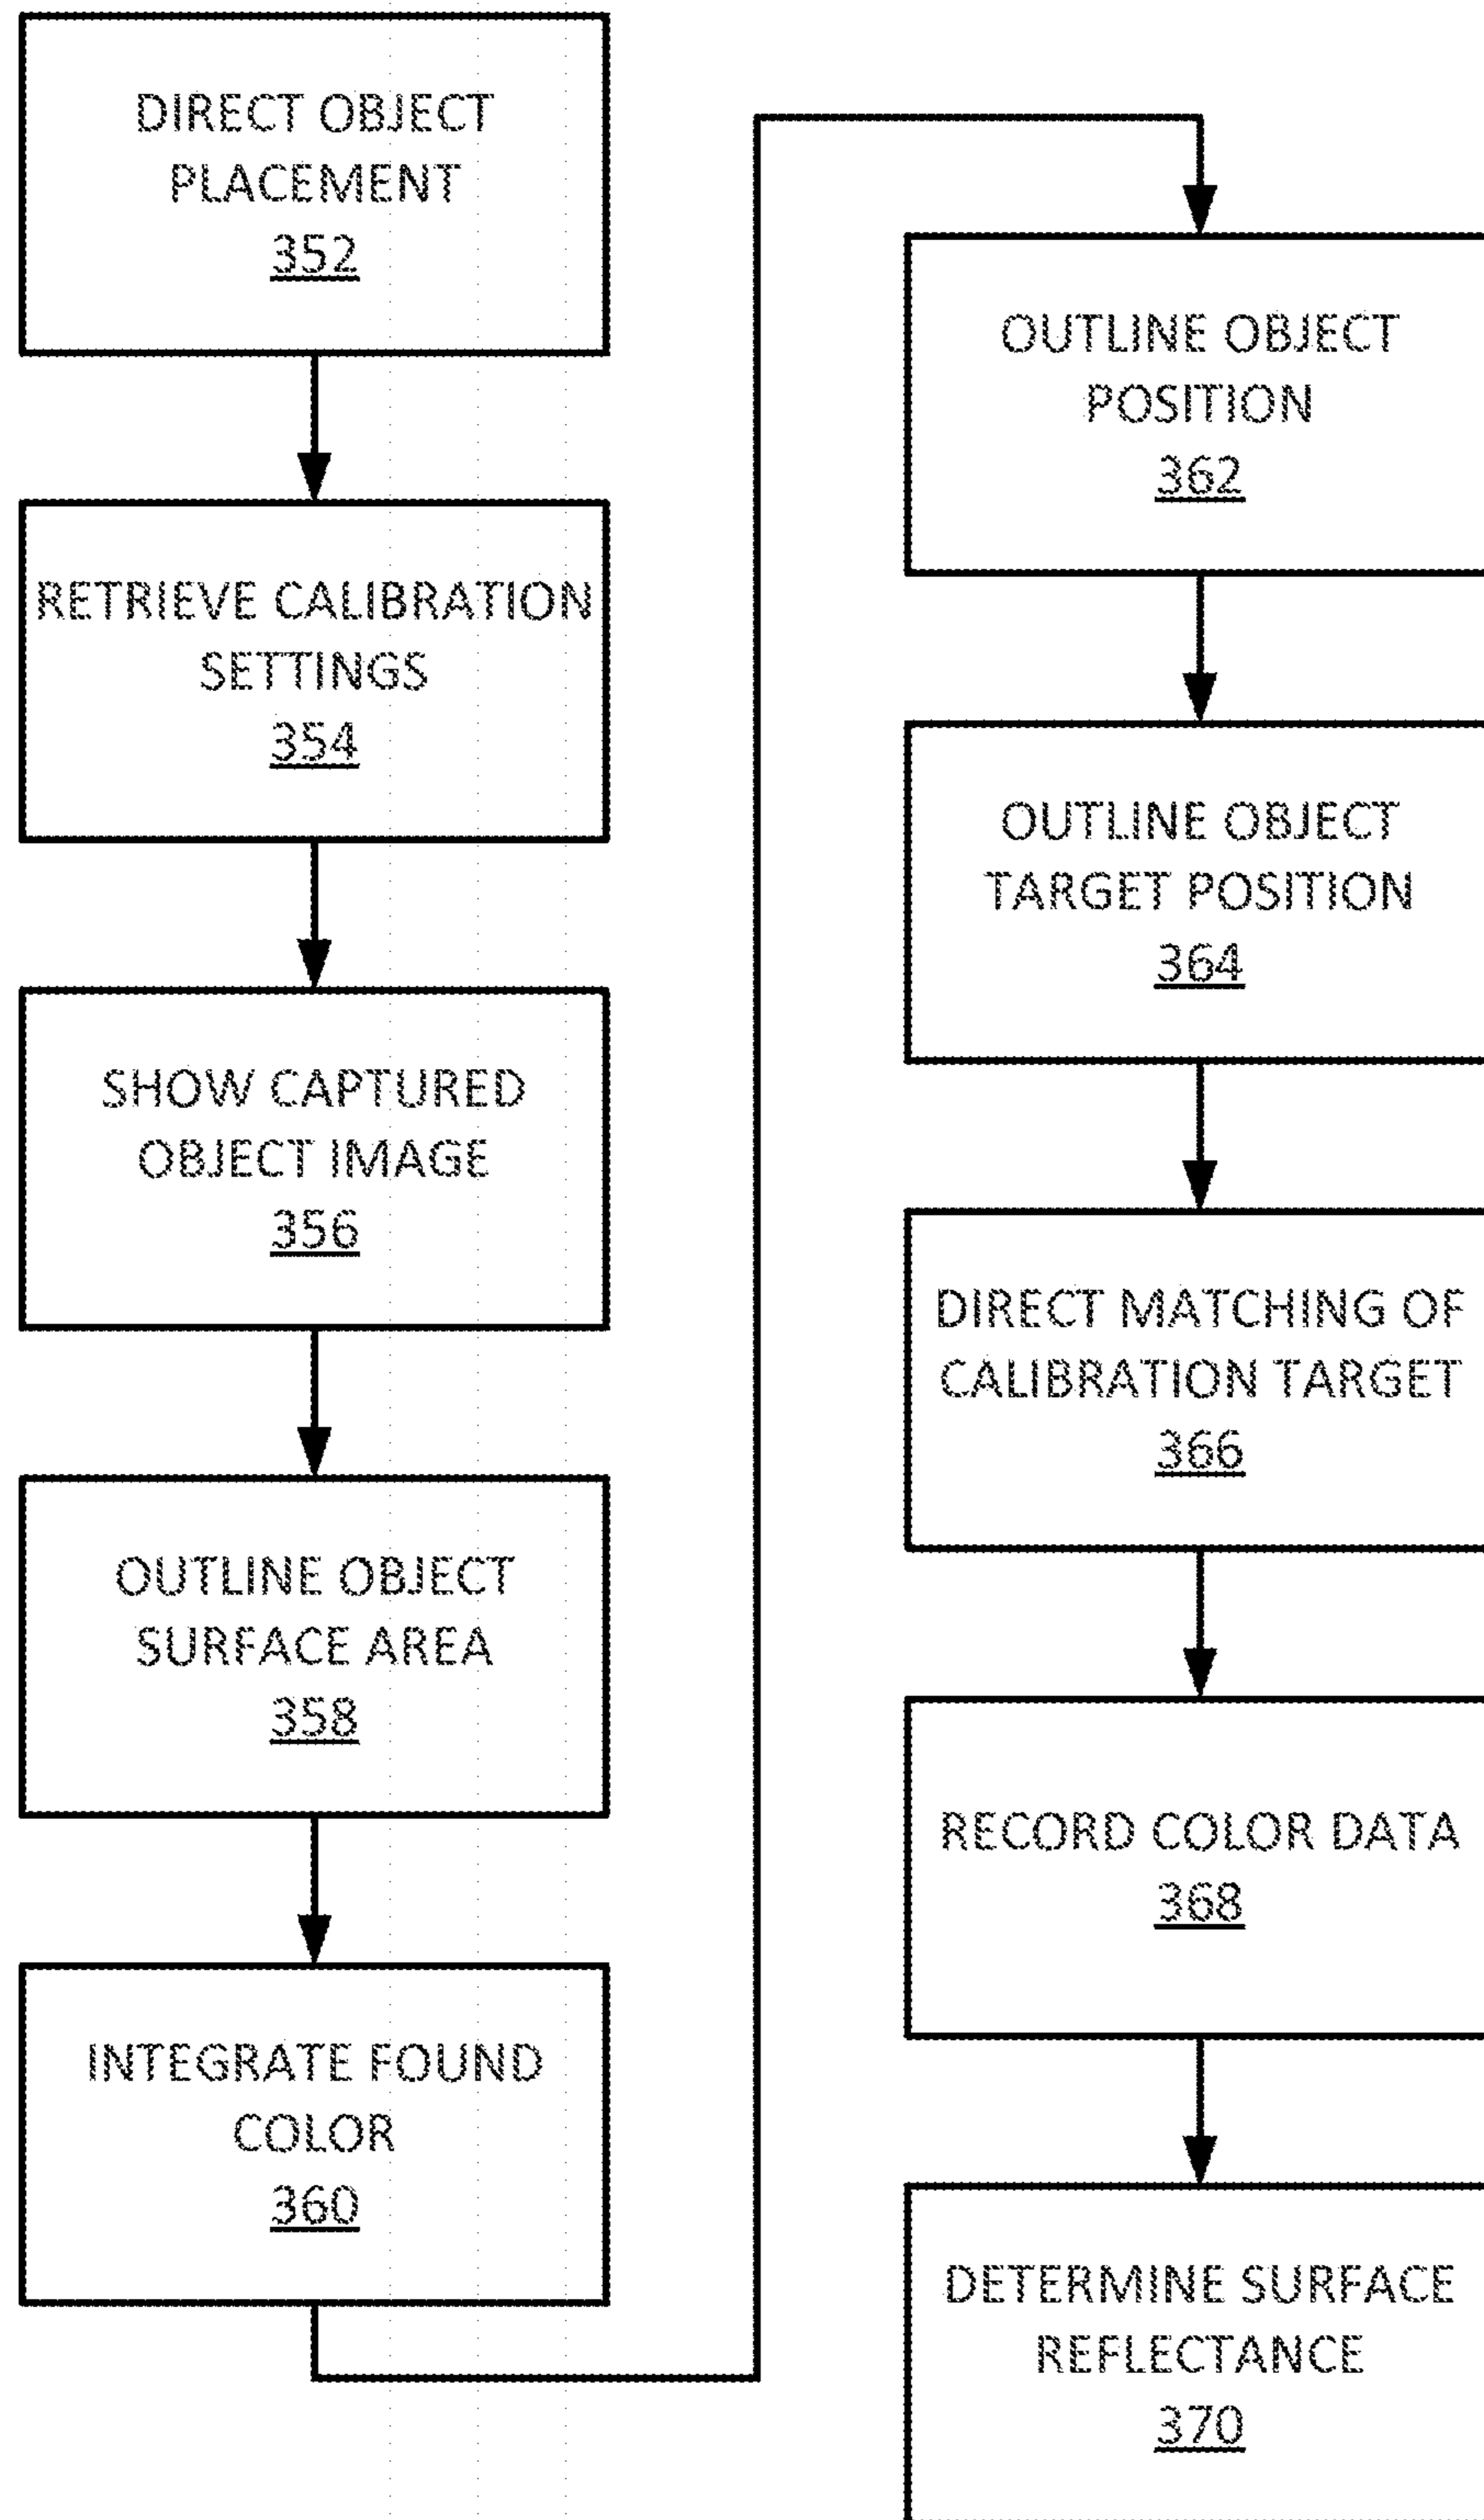 DIRECT OBJECT
PLACEMENT
352
RETRIEVE CALIBRATION
SETTINGS
354
SHOW CAPTURED
OBJECT IMAGE
356
OUTLINE OBJECT
SURFACE AREA
358
INTEGRATE FOUND
COLOR
360
OUTLINE OBJECT
POSITION
362
OUTLINE OBJECT
TARGET POSITION
364
DIRECT MATCHING OF
CALIBRATION TARGET
366
RECORD COLOR DATA
368
DETERMINE SURFACE
REFLECTANCE
370